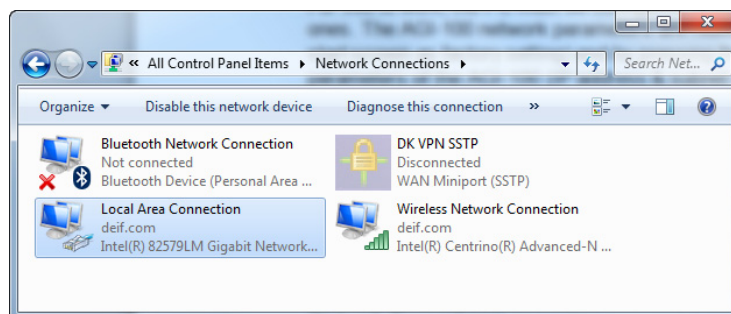 ones. The AGI-100 network param
« All Control Panel Items ▸ Network Connections ▸
Search Net...
Organize ▾ Disable this network device Diagnose this connection »
Bluetooth Network Connection
Not connected
Bluetooth Device (Personal Area ...
DK VPN SSTP
Disconnected
WAN Miniport (SSTP)
Local Area Connection
deif.com
Intel(R) 82579LM Gigabit Network...
Wireless Network Connection
deif.com
Intel(R) Centrino(R) Advanced-N ...